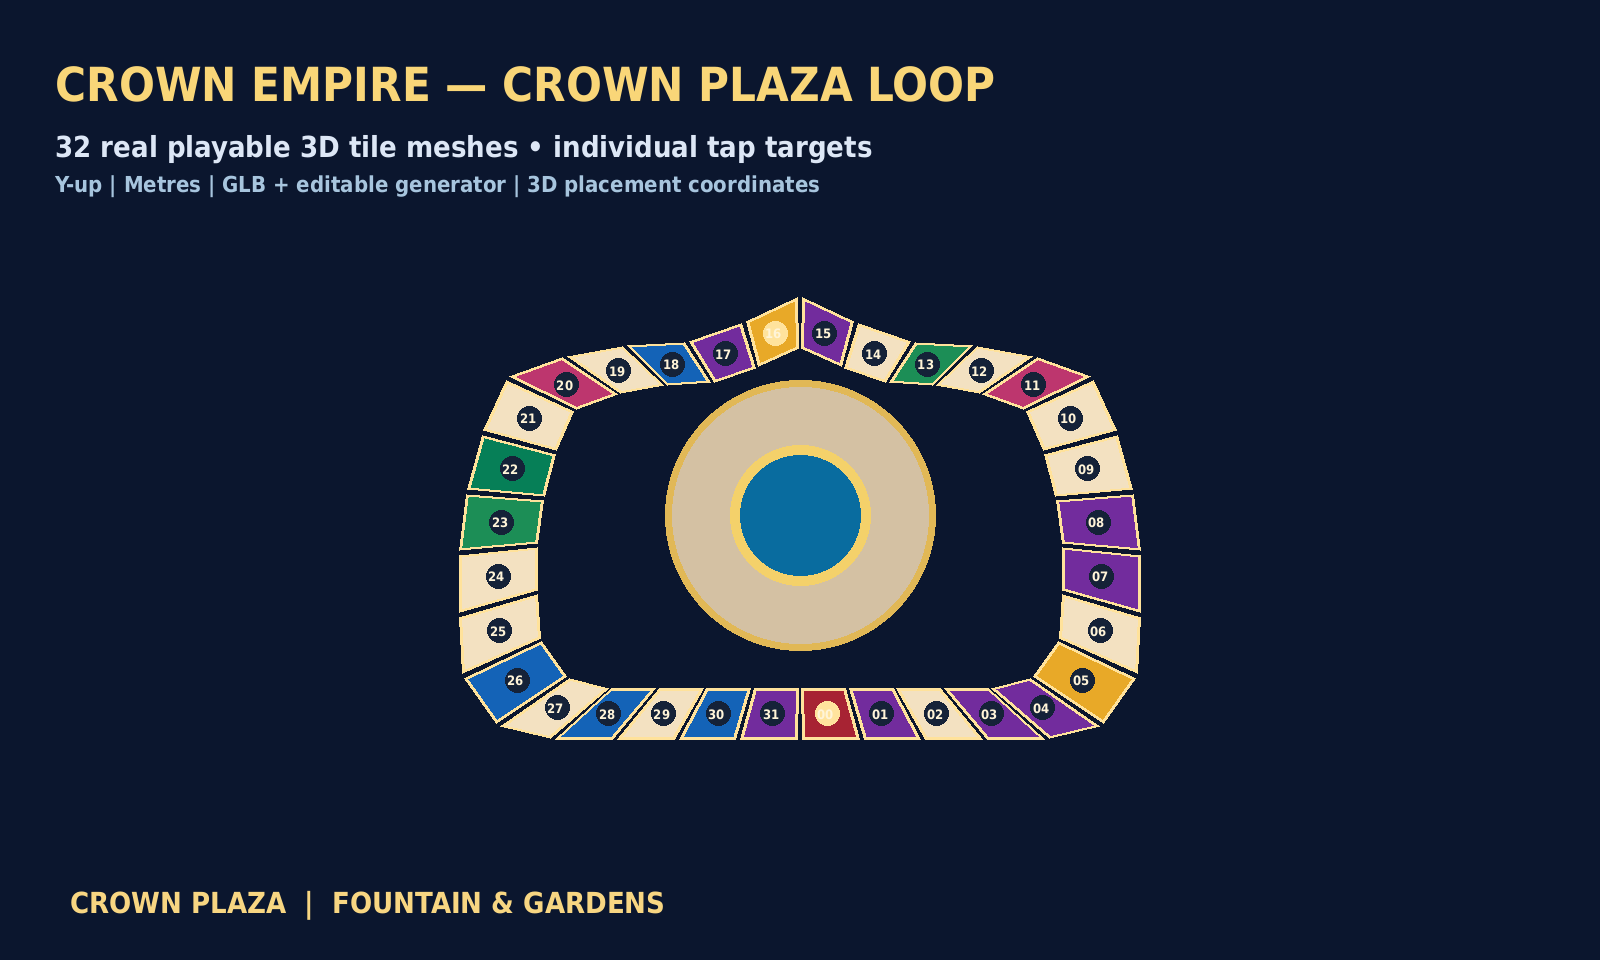 CROWN EMPIRE — CROWN PLAZA LOOP
32 real playable 3D tile meshes • individual tap targets
Y-up | Metres | GLB + editable generator | 3D placement coordinates
16 15
17 14
18 13
19 12
20 11
21 10
22 09
23 08
24 07
25 06
26 05
27 28 29 30 31 00 01 02 03 04
CROWN PLAZA | FOUNTAIN & GARDENS